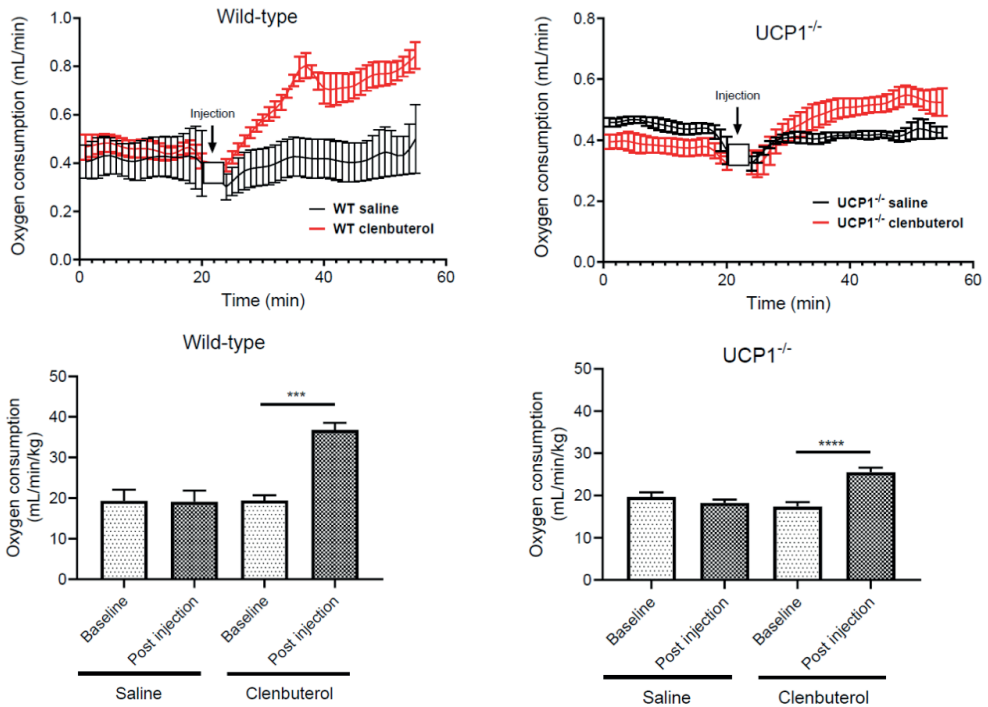 Wild-type
Oxygen consumption (mL/min)
1.0
0.8
0.6
0.4
0.2
0.0
Injection
WT saline
WT clenbuterol
0
20
40
60
Time (min)
UCP1-/-
Oxygen consumption (mL/min)
0.8
0.6
0.4
0.2
0.0
Injection
UCP1-/- saline
UCP1-/- clenbuterol
0
20
40
60
Time (min)
Wild-type
Oxygen consumption
(mL/min/kg)
50
40
30
20
10
0
***
Baseline
Post injection
Baseline
Post injection
Saline
Clenbuterol
UCP1-/-
Oxygen consumption
(mL/min/kg)
50
40
30
20
10
0
****
Baseline
Post injection
Baseline
Post injection
Saline
Clenbuterol